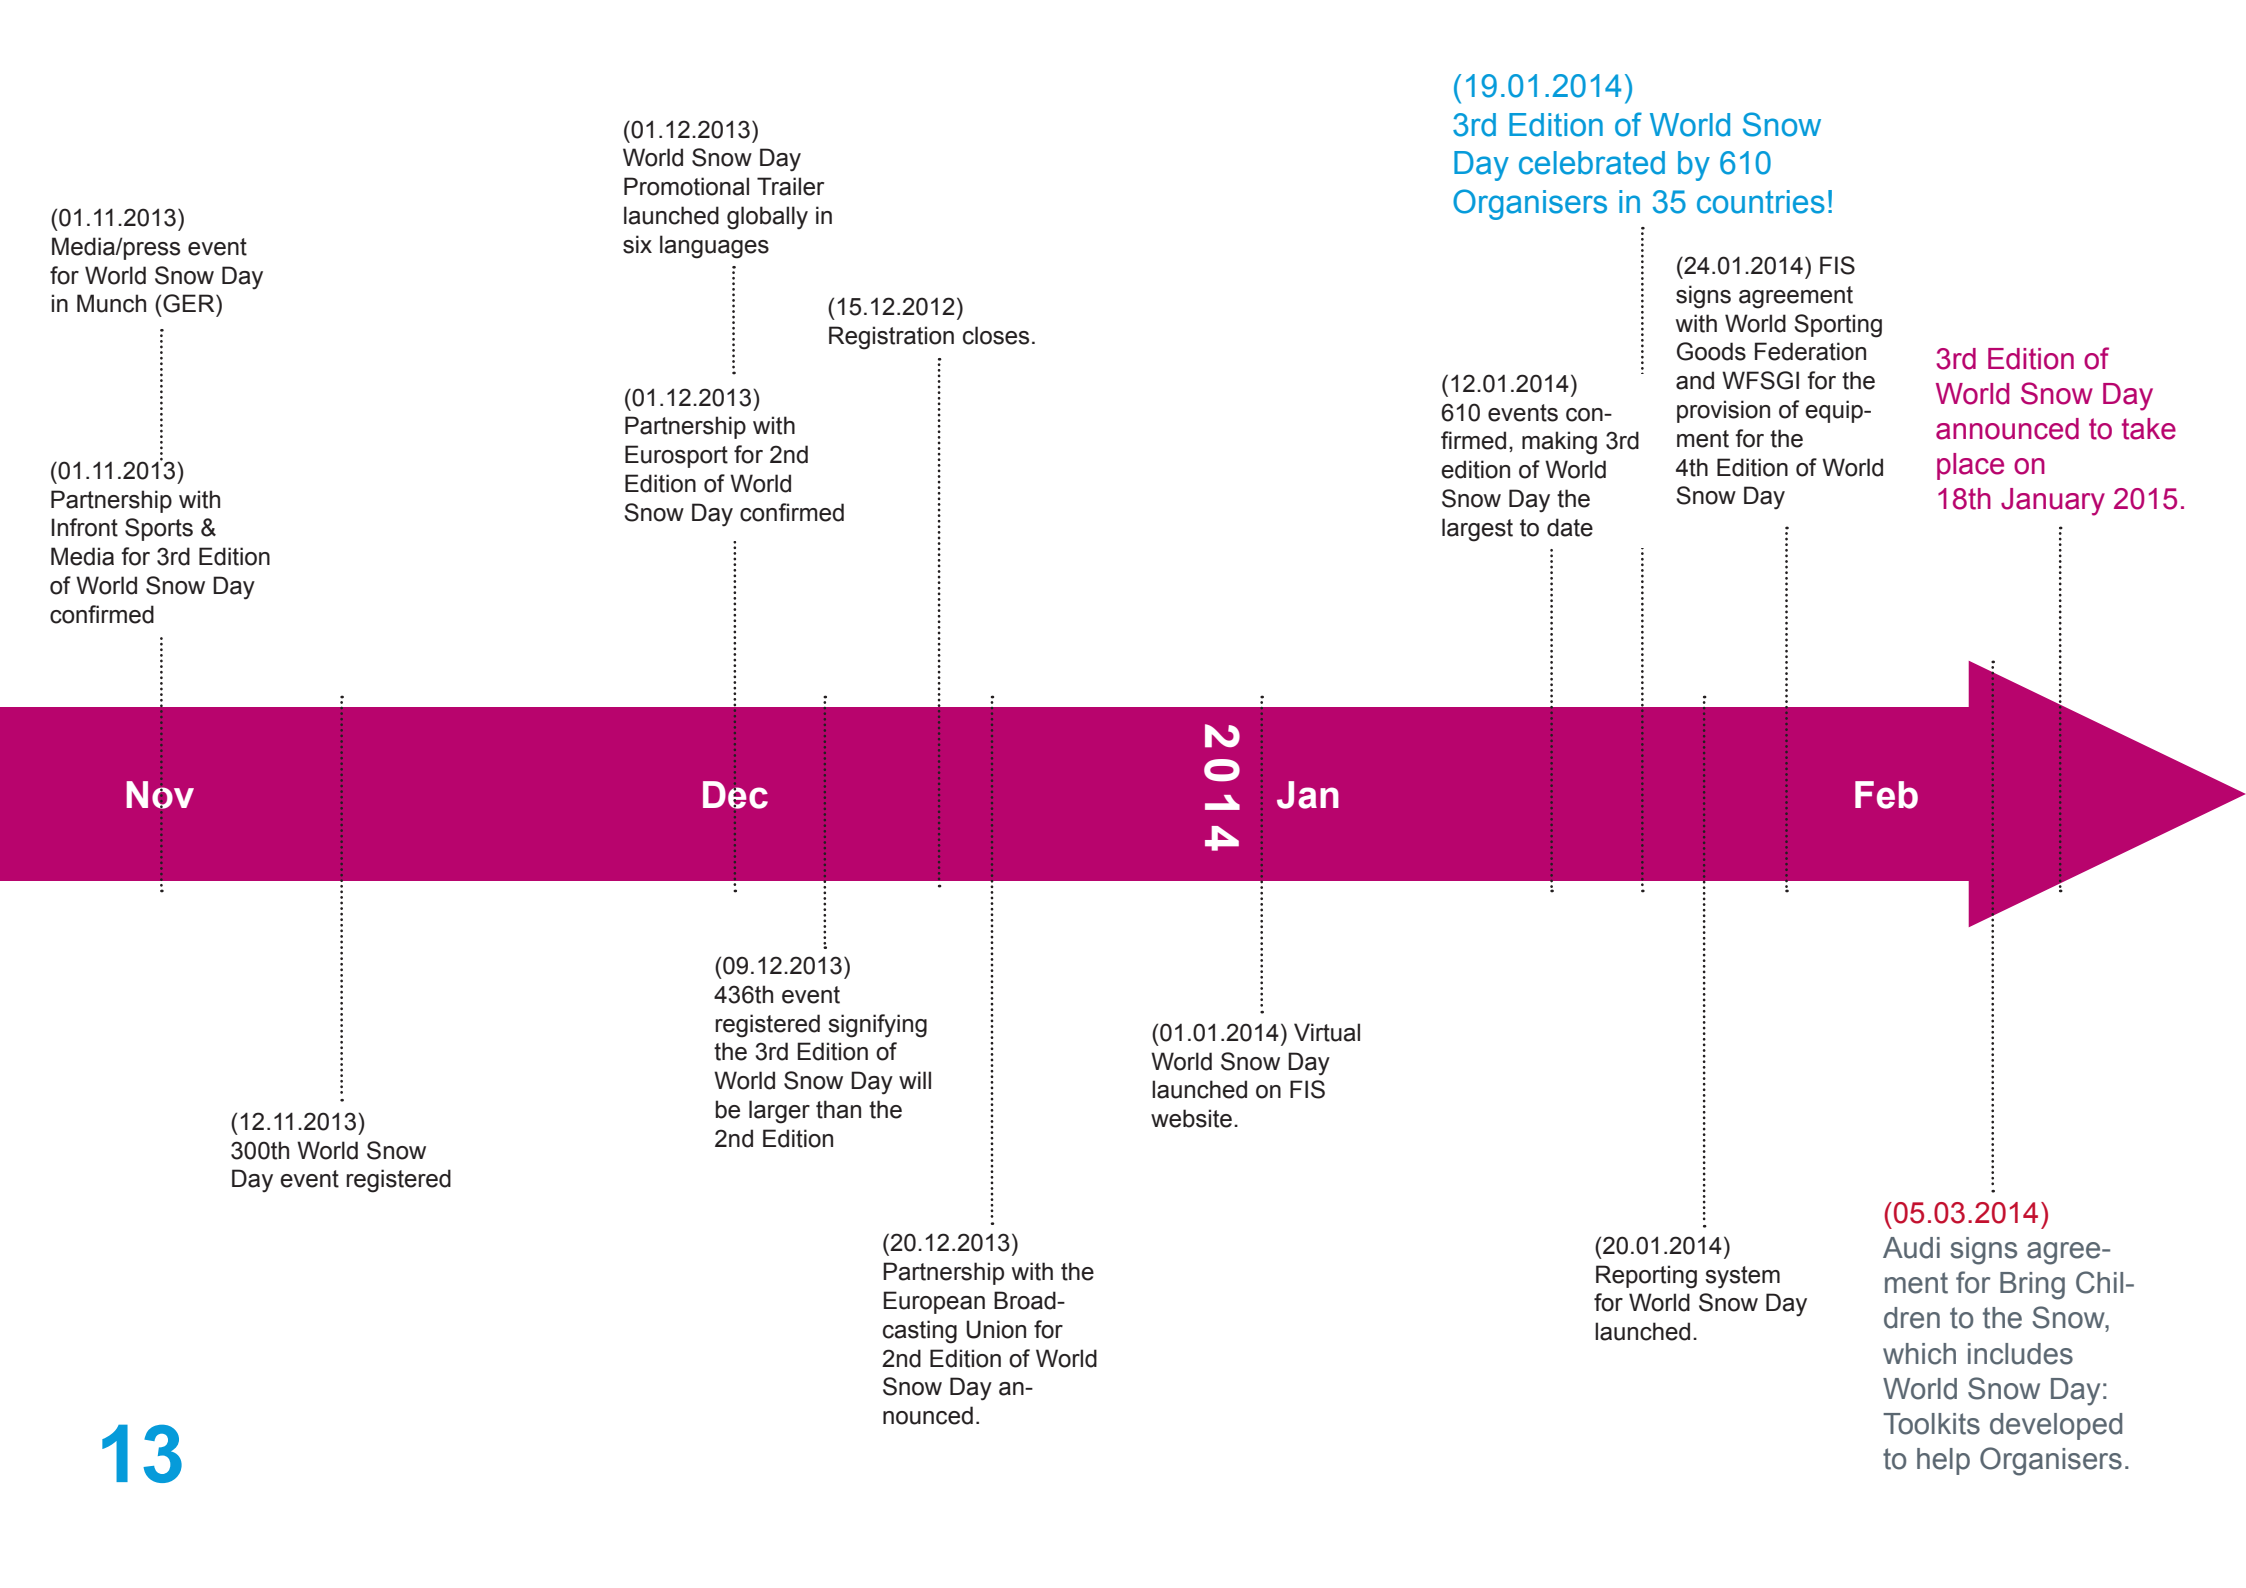 (01.11.2013)
Media/press event
for World Snow Day
in Munch (GER)
(01.11.2013)
Partnership with
Infront Sports &
Media for 3rd Edition
of World Snow Day
confirmed
(01.12.2013)
World Snow Day
Promotional Trailer
launched globally in
six languages
(01.12.2013)
Partnership with
Eurosport for 2nd
Edition of World
Snow Day confirmed
(15.12.2012)
Registration closes.
(19.01.2014)
3rd Edition of World Snow
Day celebrated by 610
Organisers in 35 countries!
(12.01.2014)
610 events con-
firmed, making 3rd
edition of World
Snow Day the
largest to date
(24.01.2014) FIS
signs agreement
with World Sporting
Goods Federation
and WFSGI for the
provision of equip-
ment for the
4th Edition of World
Snow Day
3rd Edition of
World Snow Day
announced to take
place on
18th January 2015.
Nov
Dec
2014
Jan
Feb
(12.11.2013)
300th World Snow
Day event registered
(09.12.2013)
436th event
registered signifying
the 3rd Edition of
World Snow Day will
be larger than the
2nd Edition
(20.12.2013)
Partnership with the
European Broad-
casting Union for
2nd Edition of World
Snow Day an-
nounced.
(01.01.2014) Virtual
World Snow Day
launched on FIS
website.
(20.01.2014)
Reporting system
for World Snow Day
launched.
(05.03.2014)
Audi signs agree-
ment for Bring Chil-
dren to the Snow,
which includes
World Snow Day:
Toolkits developed
to help Organisers.
13